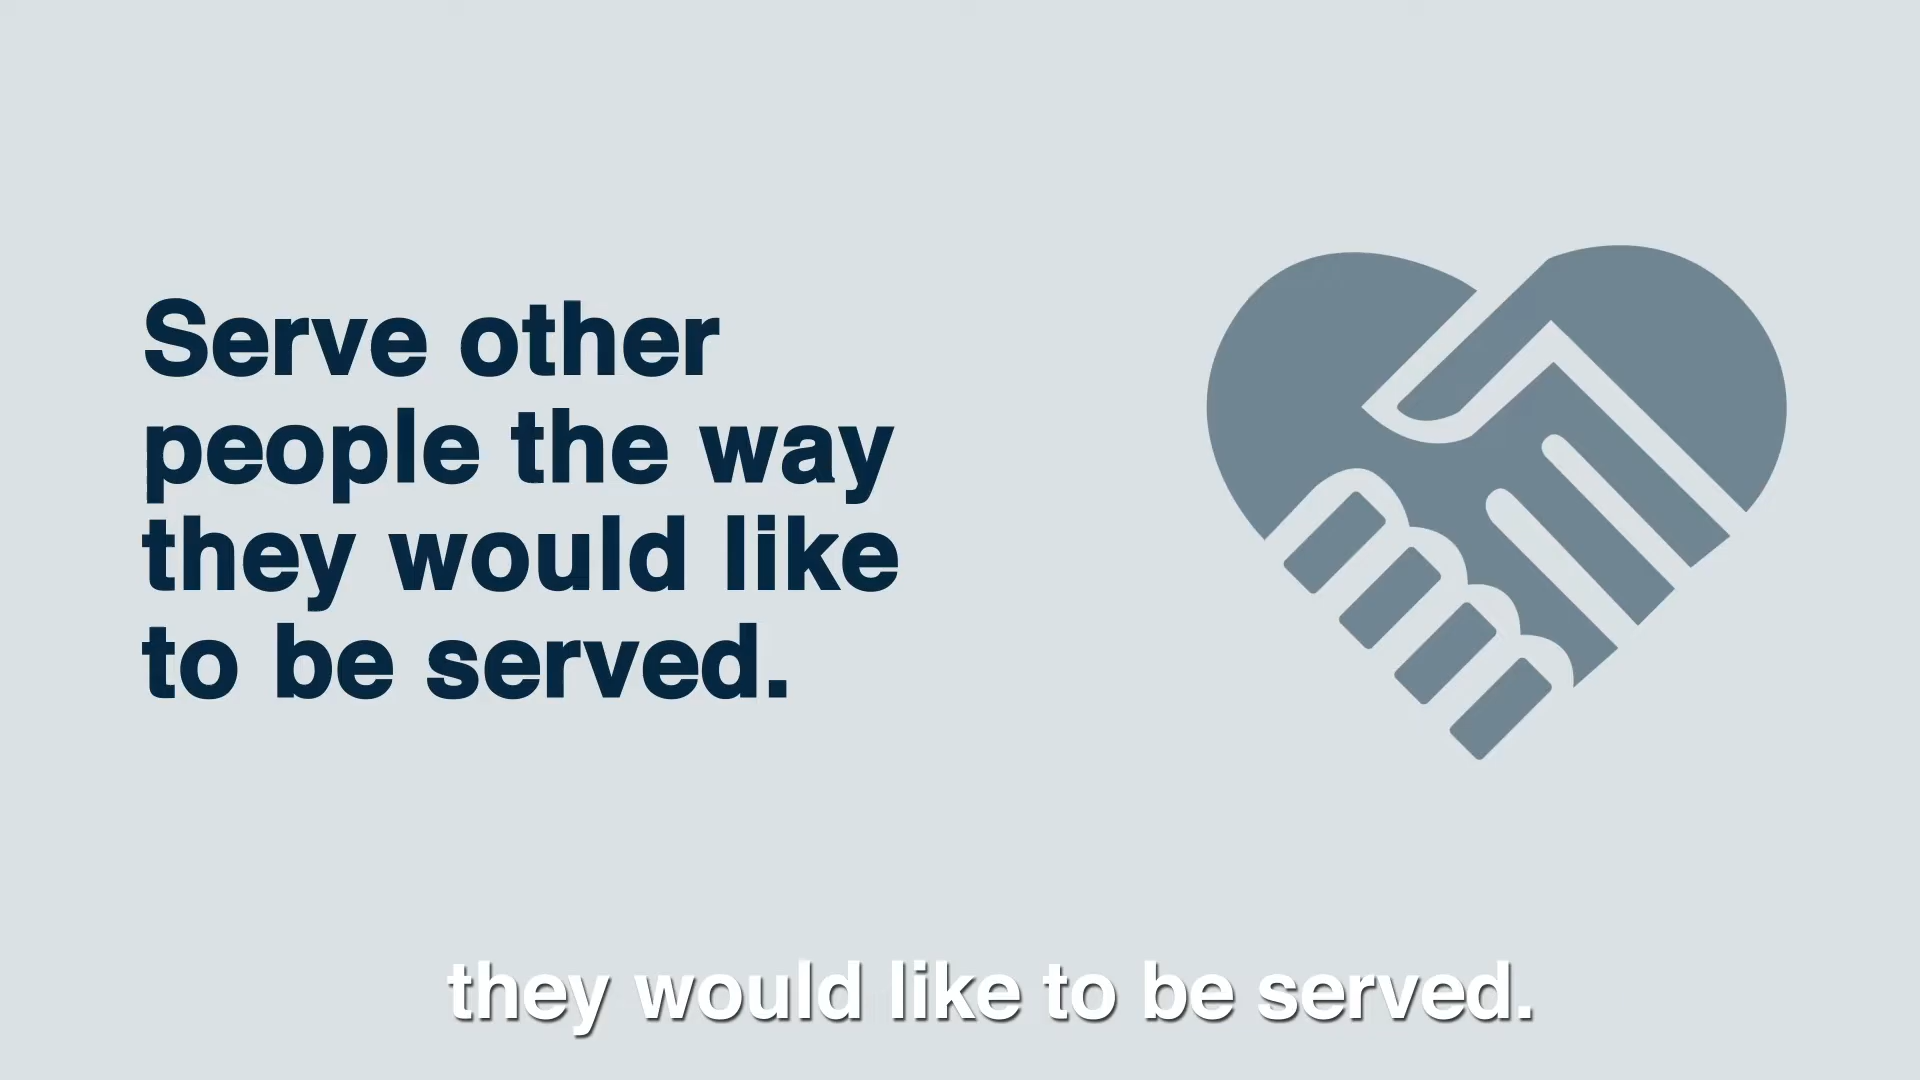 Serve other
people the way
they would like
to be served.
they would like to be served.